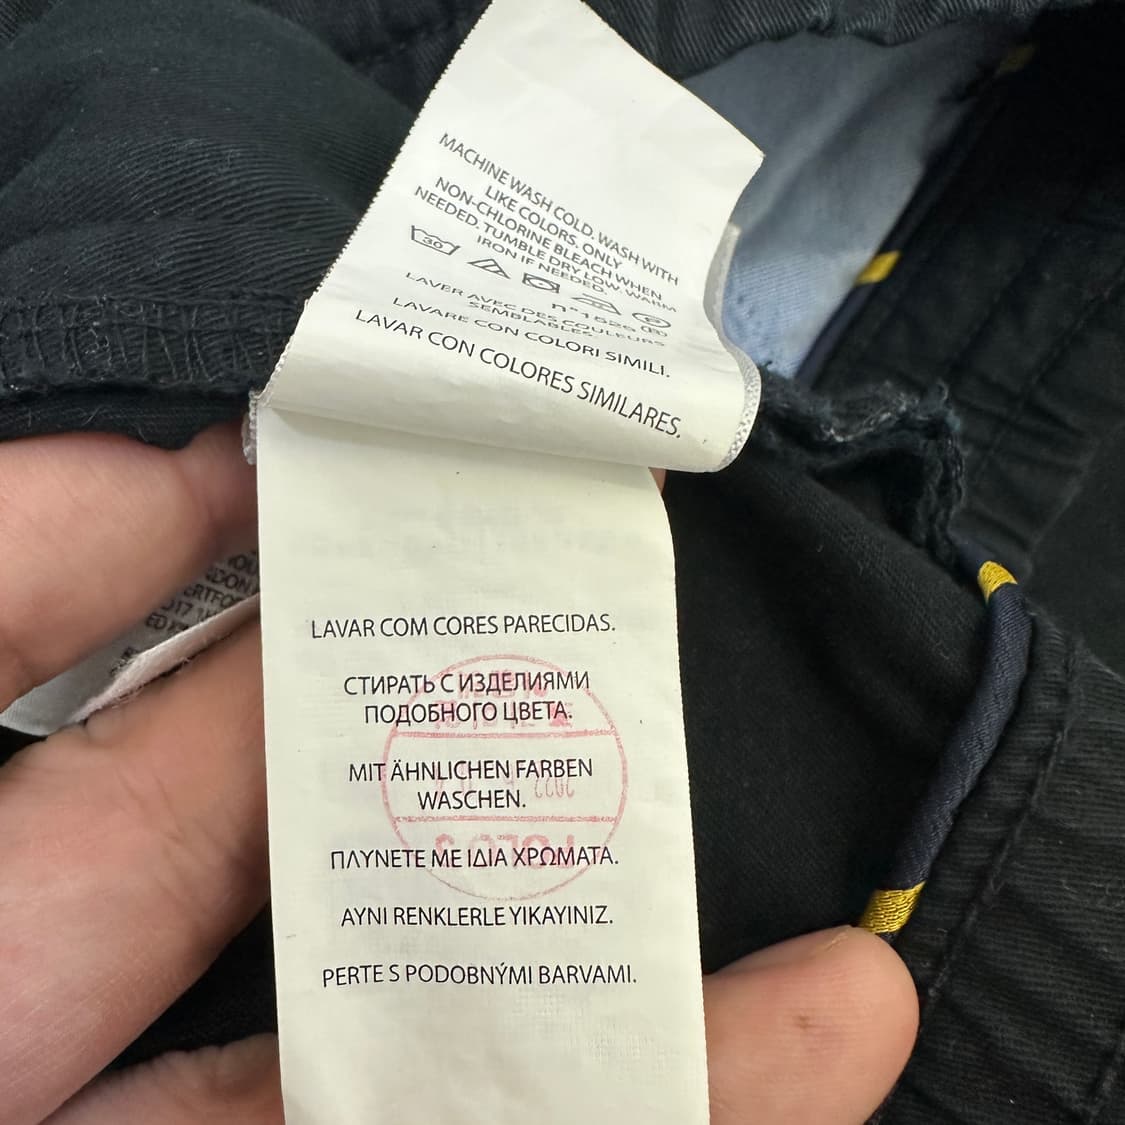 MACHINE WASH COLD. WASH WITH
LIKE COLORS. ONLY
NON-CHLORINE BLEACH WHEN
NEEDED. TUMBLE DRY LOW. WARM
IRON IF NEEDED.
30
P
n°1626
LAVER AVEC DES COULEURS
SEMBLABLES.
LAVARE CON COLORI SIMILI.
LAVAR CON COLORES SIMILARES.
LAVAR COM CORES PARECIDAS.
СТИРАТЬ С ИЗДЕЛИЯМИ
ПОДОБНОГО ЦВЕТА.
MIT ÄHNLICHEN FARBEN
WASCHEN.
ΠΛΥΝΕΤΕ ΜΕ ΙΔΙΑ ΧΡΩΜΑΤΑ.
AYNI RENKLERLE YIKAYINIZ.
PERTE S PODOBNÝMI BARVAMI.